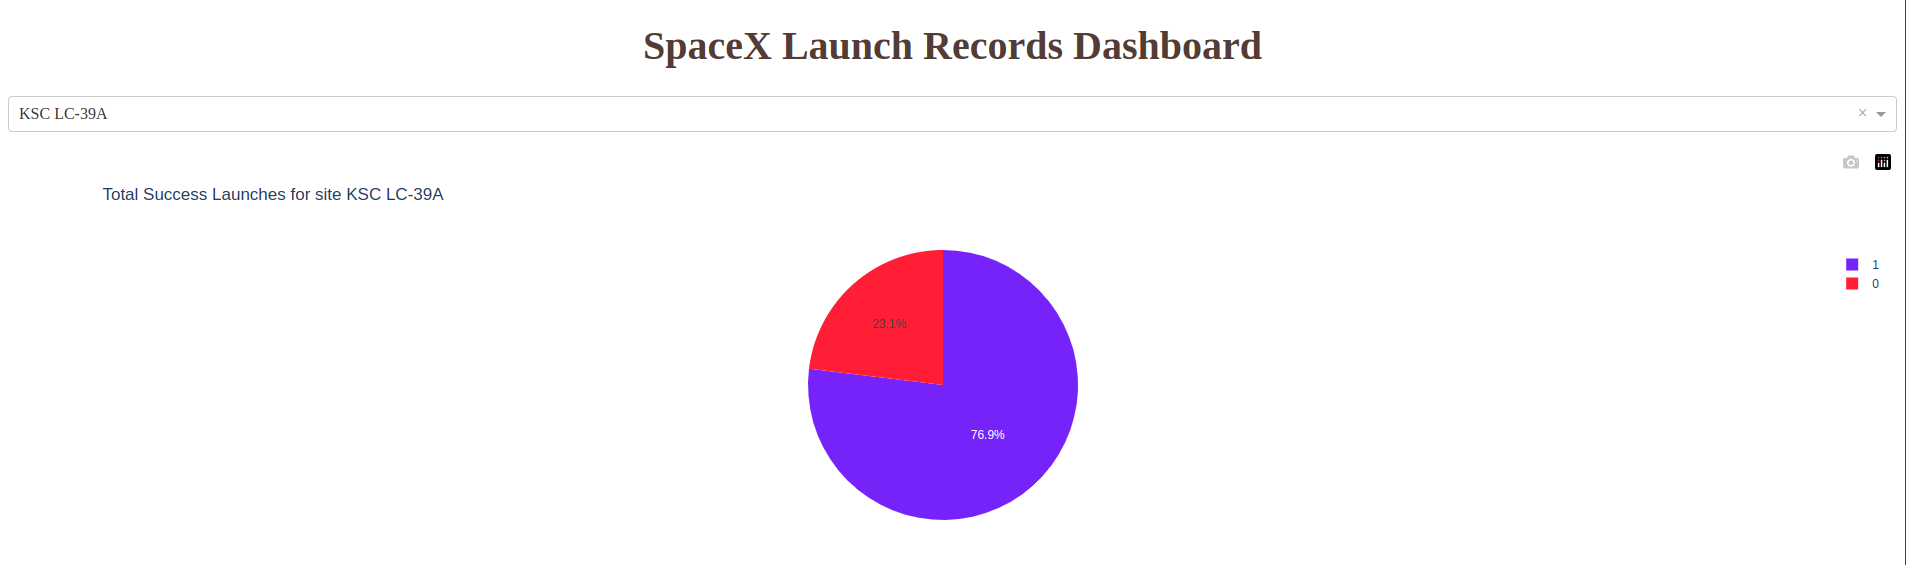 SpaceX Launch Records Dashboard
KSC LC-39A
×
Total Success Launches for site KSC LC-39A
1
0
23.1%
76.9%